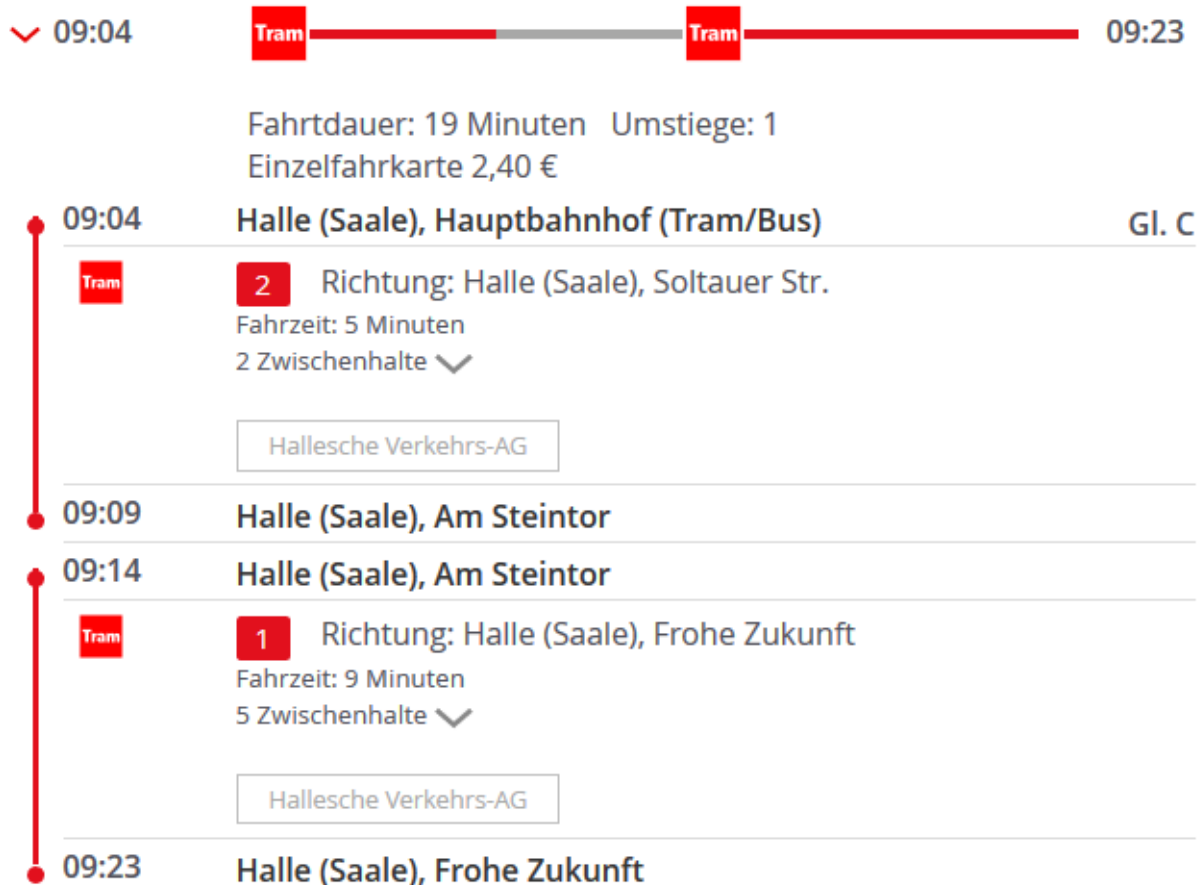 09:04 Tram Tram 09:23
Fahrtdauer: 19 Minuten Umstiege: 1
Einzelfahrkarte 2,40 €
09:04 Halle (Saale), Hauptbahnhof (Tram/Bus) Gl. C
Tram 2 Richtung: Halle (Saale), Soltauer Str.
Fahrzeit: 5 Minuten
2 Zwischenhalte
Hallesche Verkehrs-AG
09:09 Halle (Saale), Am Steintor
09:14 Halle (Saale), Am Steintor
Tram 1 Richtung: Halle (Saale), Frohe Zukunft
Fahrzeit: 9 Minuten
5 Zwischenhalte
Hallesche Verkehrs-AG
09:23 Halle (Saale), Frohe Zukunft